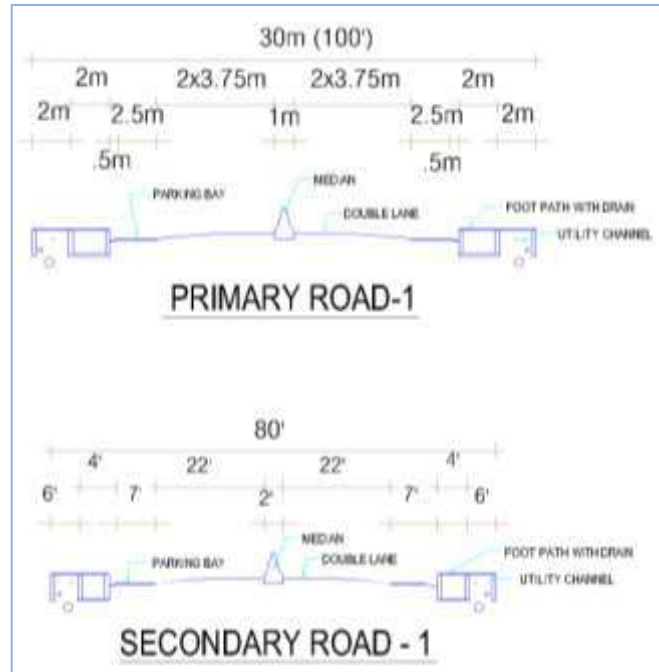 30m (100')
2m 2x3.75m 2x3.75m 2m
2m 2.5m 1m 2.5m 2m
.5m .5m
MEDIAN
PARKING BAY
DOUBLE LANE
FOOT PATH WITH DRAIN
UTILITY CHANNEL
PRIMARY ROAD-1
80'
4' 22' 22' 4'
6' 7' 2' 7' 6'
MEDIAN
PARKING BAY
DOUBLE LANE
FOOT PATH WITH DRAIN
UTILITY CHANNEL
SECONDARY ROAD - 1